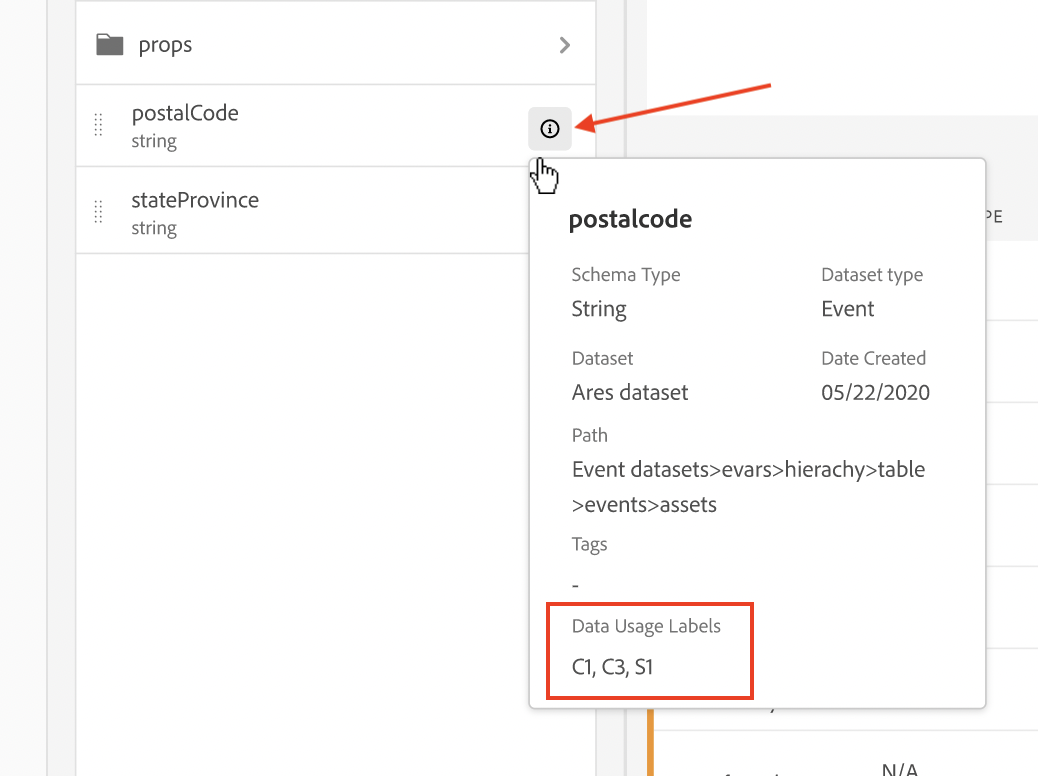 props
postalCode
string
stateProvince
string
PE
postalcode
Schema Type
Dataset type
String
Event
Dataset
Date Created
Ares dataset
05/22/2020
Path
Event datasets>evars>hierachy>table
>events>assets
Tags
-
Data Usage Labels
C1, C3, S1
N/A